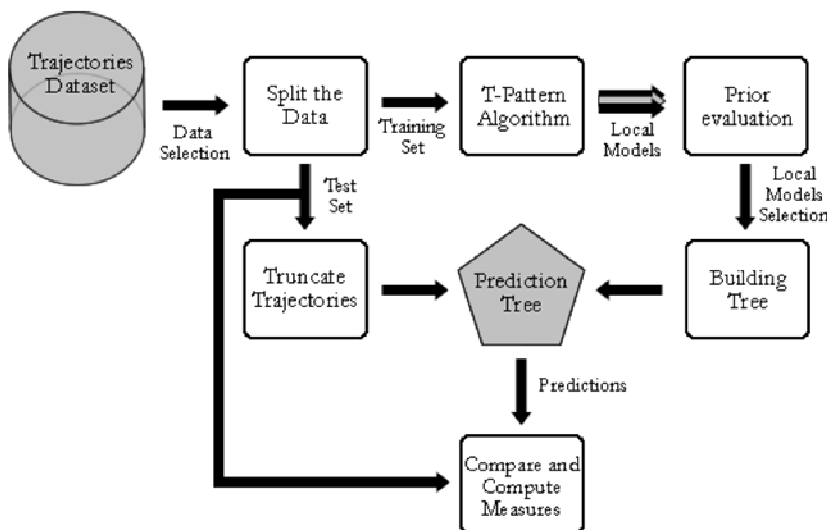 Trajectories
Dataset
Data
Selection
Split the
Data
Training
Set
T-Pattern
Algorithm
Local
Models
Prior
evaluation
Test
Set
Local
Models
Selection
Truncate
Trajectories
Prediction
Tree
Building
Tree
Predictions
Compare and
Compute
Measures